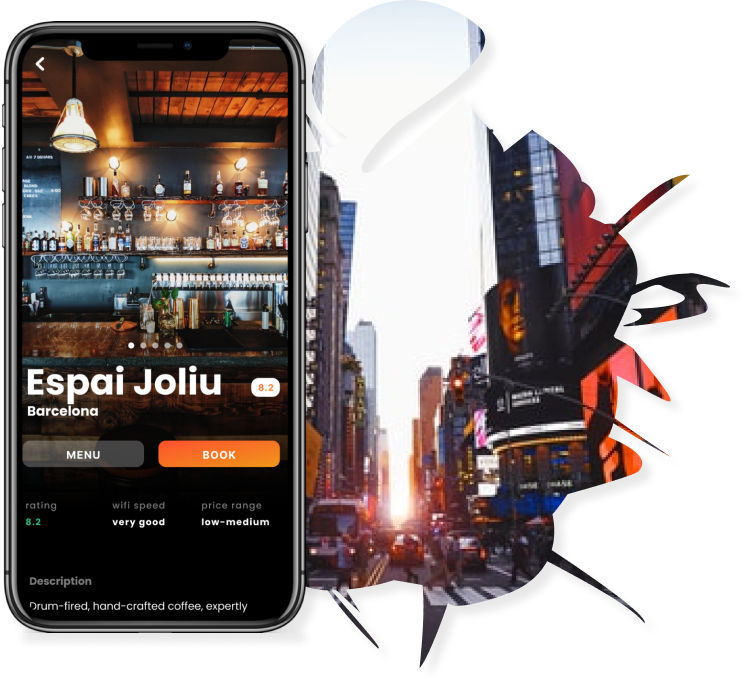 Espai Joliu
8.2
Barcelona
MENU
BOOK
rating
wifi speed
price range
8.2
very good
low-medium
Description
Drum-fired, hand-crafted coffee, expertly